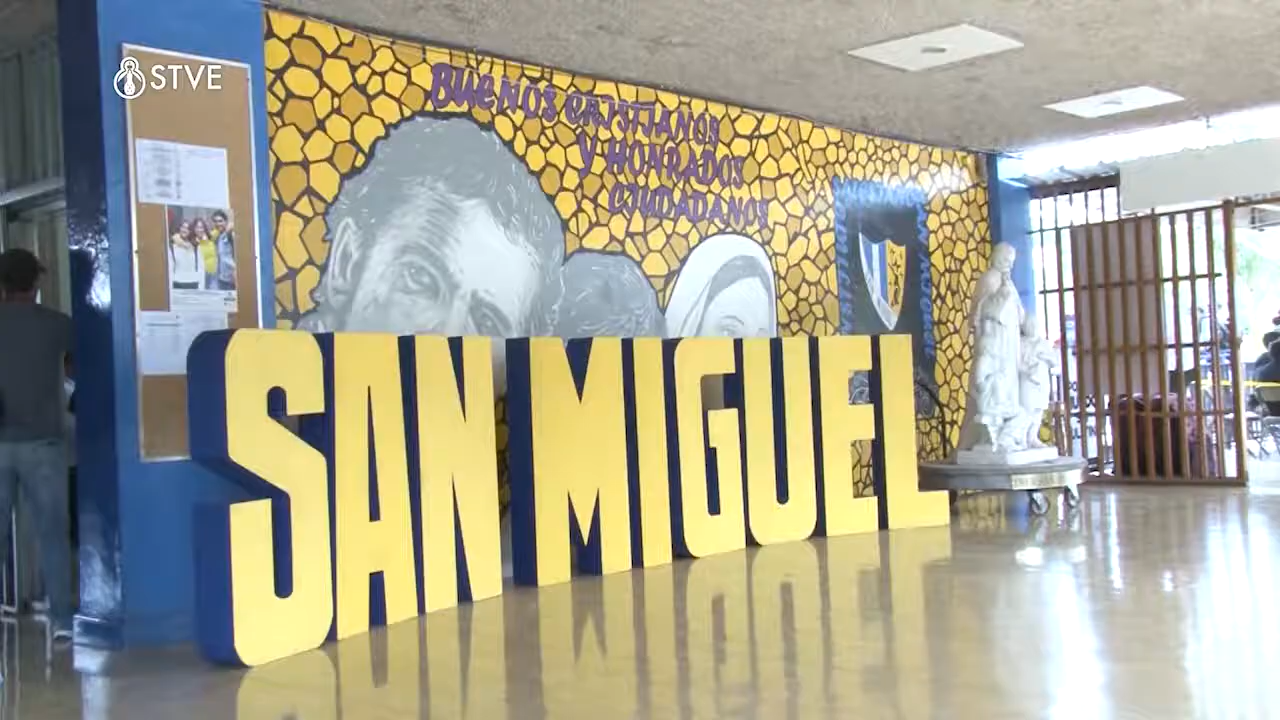 STVE
BUENOS CRISTIANOS
Y HONRADOS
CIUDADANOS
SAN MIGUEL